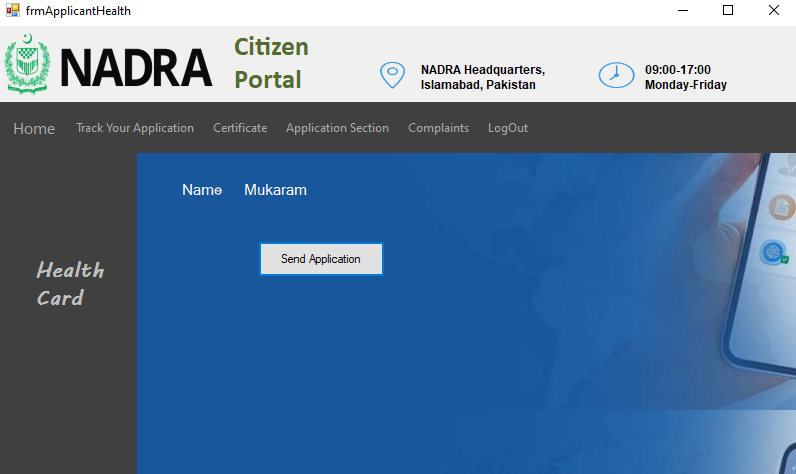 frmApplicantHealth
NADRA
Citizen
Portal
NADRA Headquarters,
Islamabad, Pakistan
09:00-17:00
Monday-Friday
Home Track Your Application Certificate Application Section Complaints LogOut
Name Mukaram
Send Application
Health
Card